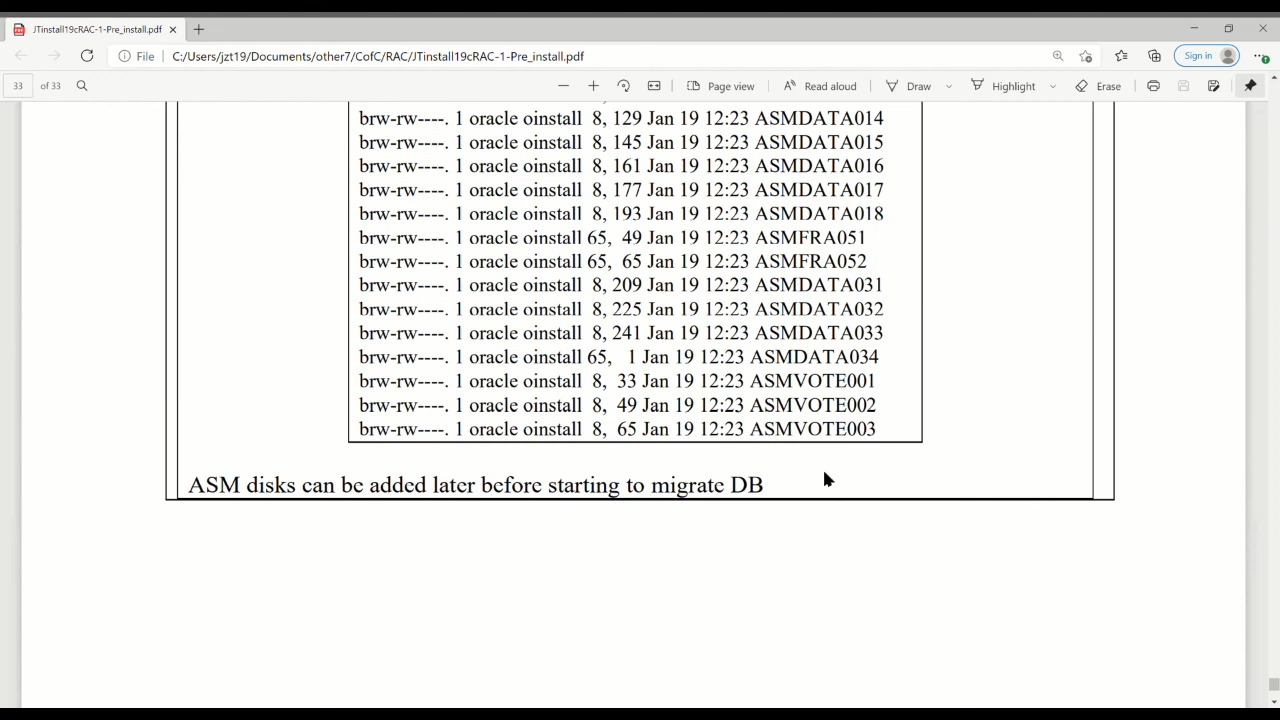 JTinstall19cRAC-1-Pre_install.pdf
File C:/Users/jzt19/Documents/other7/CofC/RAC/JTinstall19cRAC-1-Pre_install.pdf Sign in
33 of 33 Page view Read aloud Draw Highlight Erase
brw-rw----. 1 oracle oinstall 8, 129 Jan 19 12:23 ASMDATA014
brw-rw----. 1 oracle oinstall 8, 145 Jan 19 12:23 ASMDATA015
brw-rw----. 1 oracle oinstall 8, 161 Jan 19 12:23 ASMDATA016
brw-rw----. 1 oracle oinstall 8, 177 Jan 19 12:23 ASMDATA017
brw-rw----. 1 oracle oinstall 8, 193 Jan 19 12:23 ASMDATA018
brw-rw----. 1 oracle oinstall 65, 49 Jan 19 12:23 ASMFRA051
brw-rw----. 1 oracle oinstall 65, 65 Jan 19 12:23 ASMFRA052
brw-rw----. 1 oracle oinstall 8, 209 Jan 19 12:23 ASMDATA031
brw-rw----. 1 oracle oinstall 8, 225 Jan 19 12:23 ASMDATA032
brw-rw----. 1 oracle oinstall 8, 241 Jan 19 12:23 ASMDATA033
brw-rw----. 1 oracle oinstall 65, 1 Jan 19 12:23 ASMDATA034
brw-rw----. 1 oracle oinstall 8, 33 Jan 19 12:23 ASMVOTE001
brw-rw----. 1 oracle oinstall 8, 49 Jan 19 12:23 ASMVOTE002
brw-rw----. 1 oracle oinstall 8, 65 Jan 19 12:23 ASMVOTE003
ASM disks can be added later before starting to migrate DB